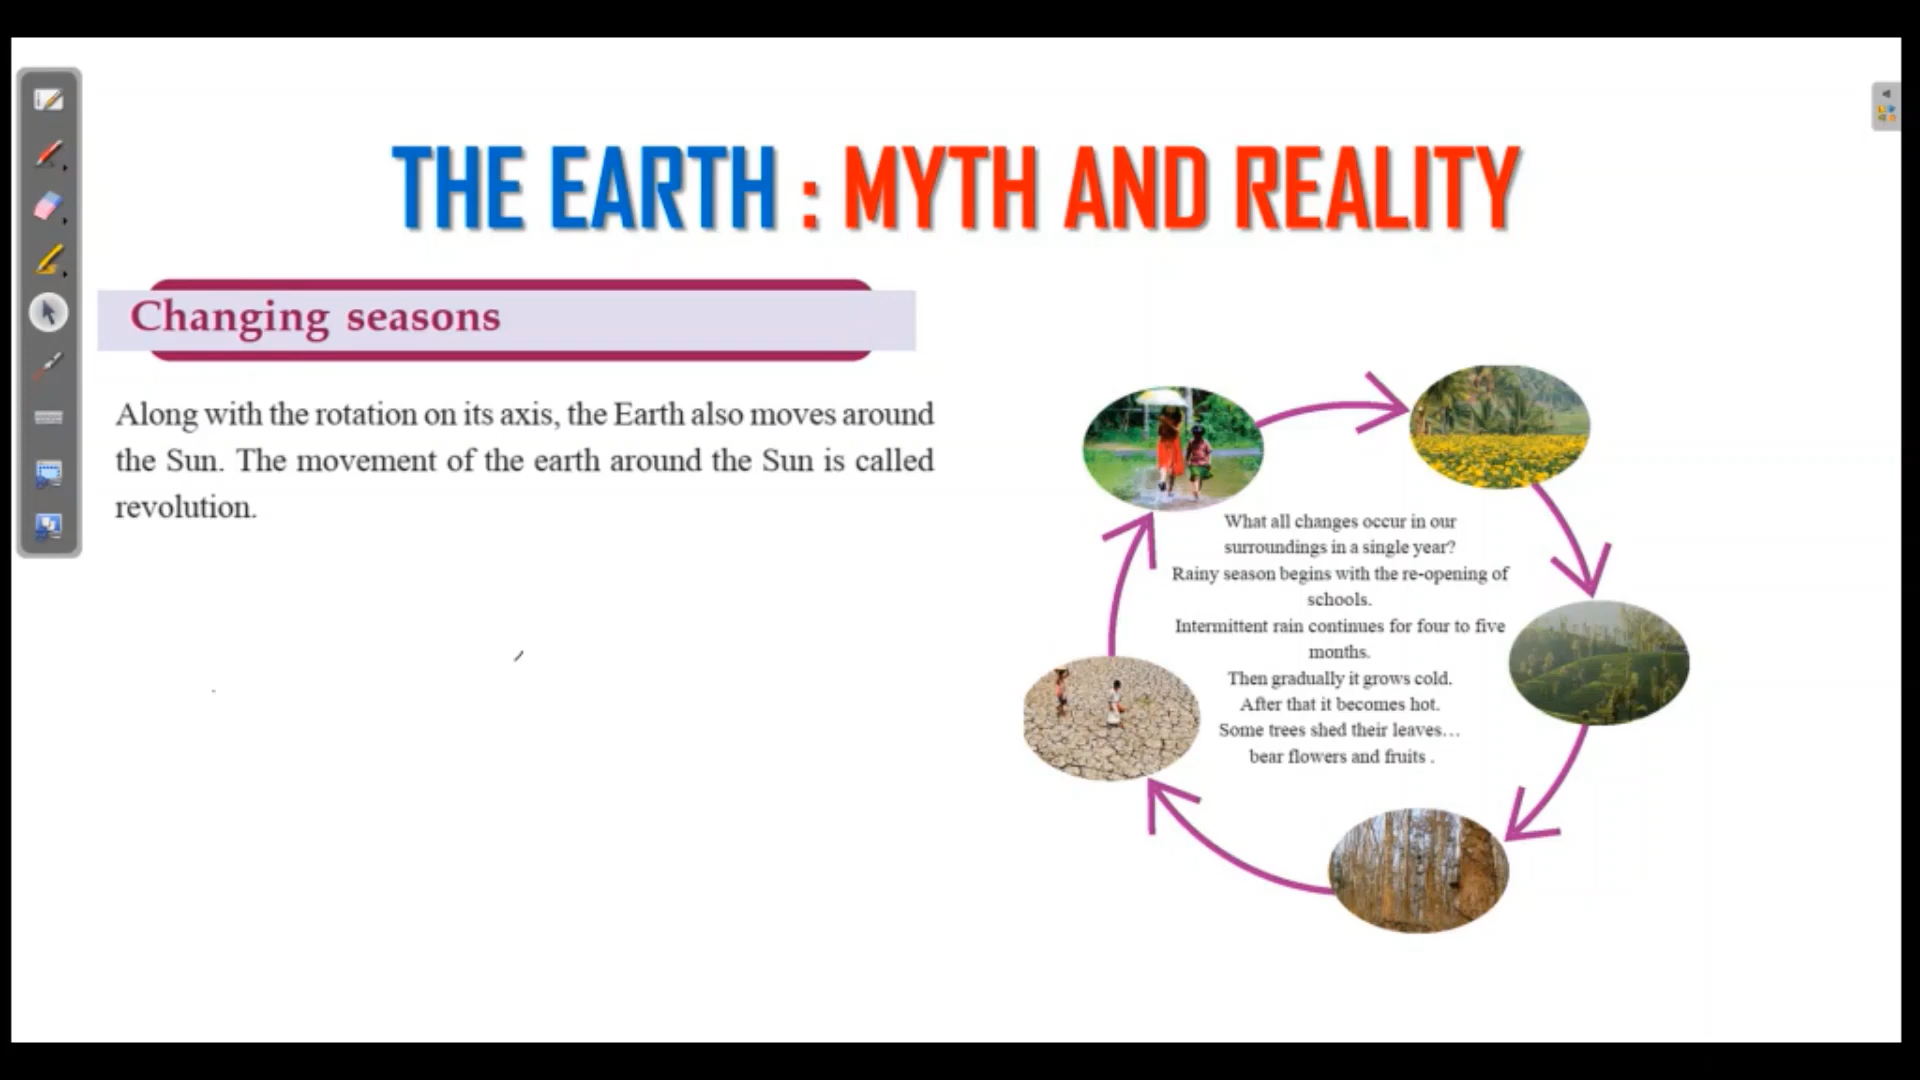 THE EARTH : MYTH AND REALITY
Changing seasons
Along with the rotation on its axis, the Earth also moves around
the Sun. The movement of the earth around the Sun is called
revolution.
What all changes occur in our
surroundings in a single year?
Rainy season begins with the re-opening of
schools.
Intermittent rain continues for four to five
months.
Then gradually it grows cold.
After that it becomes hot.
Some trees shed their leaves…
bear flowers and fruits .